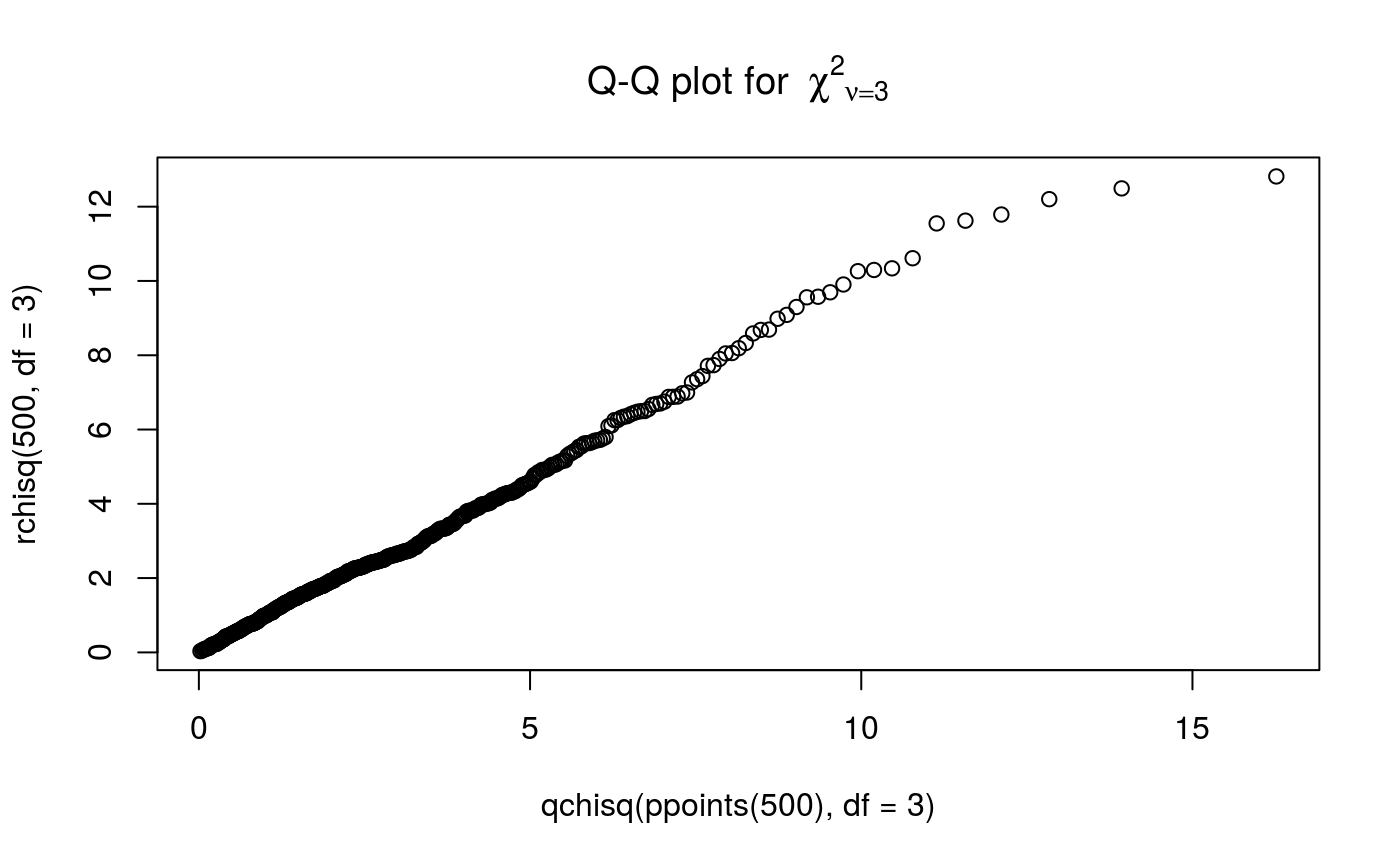 Q-Q plot for χ²ᵥ₌₃
rchisq(500, df = 3)
12
10
8
6
4
2
0
0 5 10 15
qchisq(ppoints(500), df = 3)